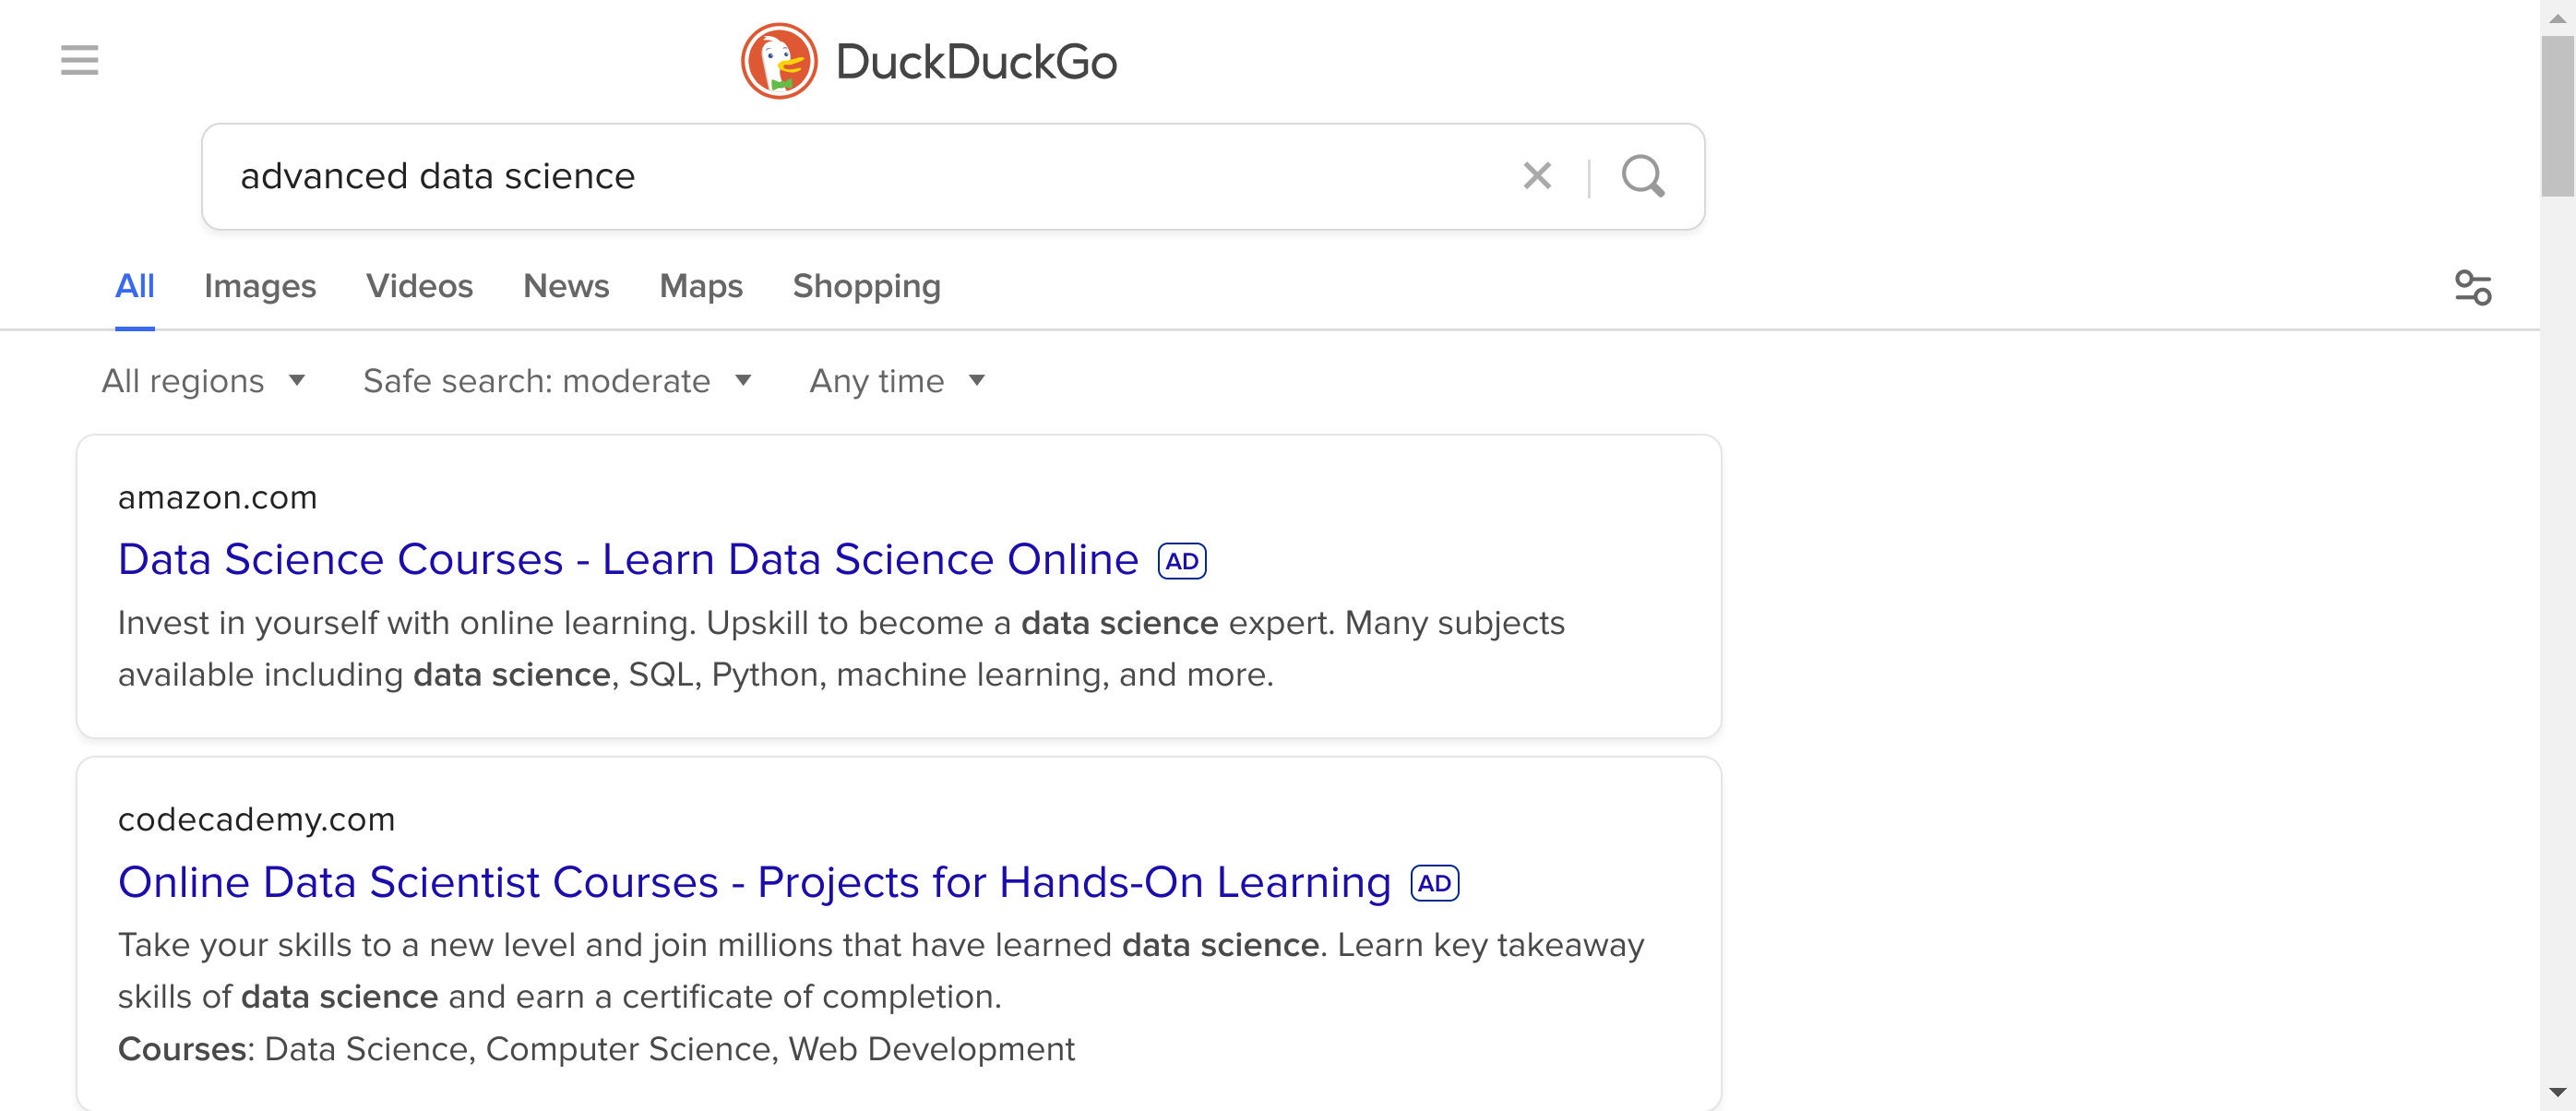 DuckDuckGo
advanced data science
All Images Videos News Maps Shopping
All regions Safe search: moderate Any time
amazon.com
Data Science Courses - Learn Data Science Online AD
Invest in yourself with online learning. Upskill to become a data science expert. Many subjects
available including data science, SQL, Python, machine learning, and more.
codecademy.com
Online Data Scientist Courses - Projects for Hands-On Learning AD
Take your skills to a new level and join millions that have learned data science. Learn key takeaway
skills of data science and earn a certificate of completion.
Courses: Data Science, Computer Science, Web Development